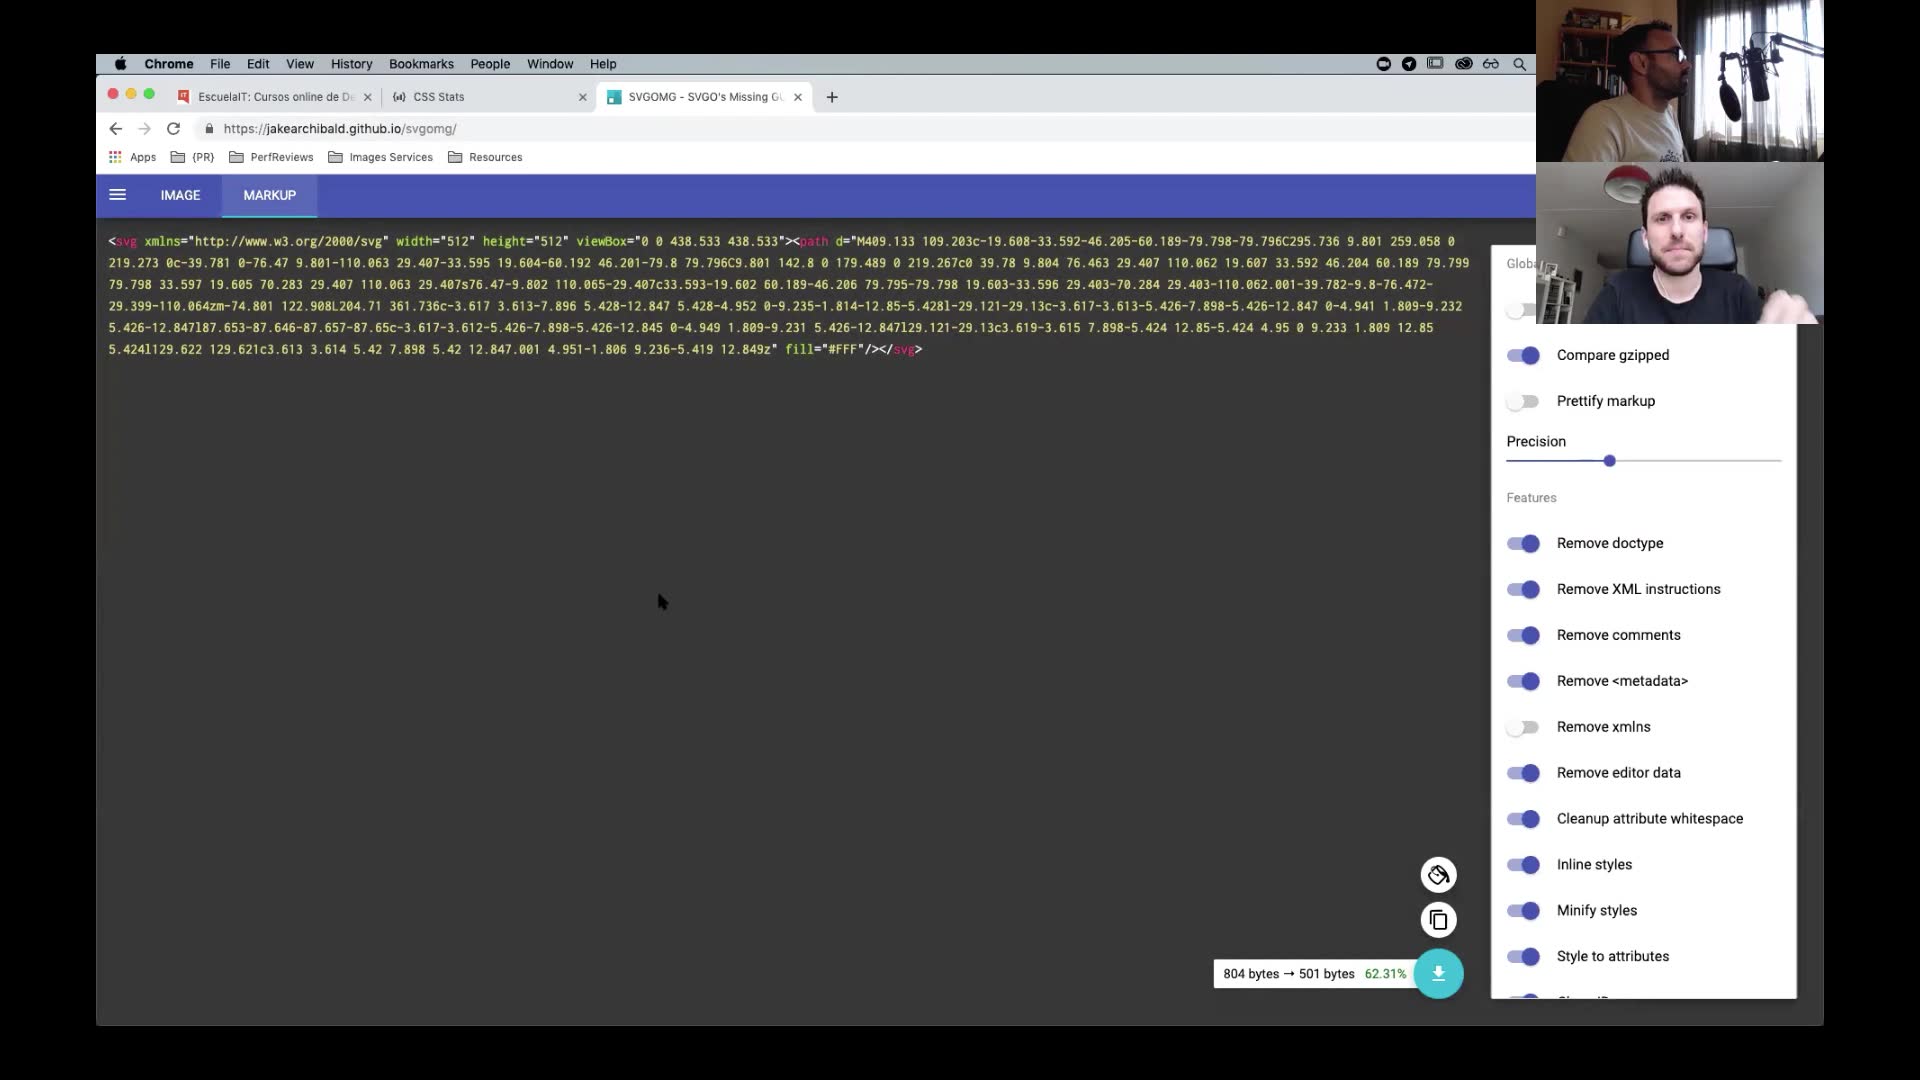 Chrome File Edit View History Bookmarks People Window Help
EscuelaIT: Cursos online de De
CSS Stats
SVGOMG - SVGO's Missing GU
https://jakearchibald.github.io/svgomg/
Apps {PR} PerfReviews Images Services Resources
IMAGE MARKUP
<svg xmlns="http://www.w3.org/2000/svg" width="512" height="512" viewBox="0 0 438.533 438.533"><path d="M409.133 109.203c-19.608-33.592-46.205-60.189-79.798-79.796C295.736 9.801 259.058 0
219.273 0c-39.781 0-76.47 9.801-110.063 29.407-33.595 19.604-60.192 46.201-79.8 79.796C9.801 142.8 0 179.489 0 219.267c0 39.78 9.804 76.463 29.407 110.062 19.607 33.592 46.204 60.189 79.799
79.798 33.597 19.605 70.283 29.407 110.063 29.407s76.47-9.802 110.065-29.407c33.593-19.602 60.189-46.206 79.795-79.798 19.603-33.596 29.403-70.284 29.403-110.062.001-39.782-9.8-76.472-
29.399-110.064zm-74.801 122.908L204.71 361.736c-3.617 3.613-7.896 5.428-12.847 5.428-4.952 0-9.235-1.814-12.85-5.428l-29.121-29.13c-3.617-3.613-5.426-7.898-5.426-12.847 0-4.941 1.809-9.232
5.426-12.847l87.653-87.646-87.657-87.65c-3.617-3.612-5.426-7.898-5.426-12.845 0-4.949 1.809-9.231 5.426-12.847l29.121-29.13c3.619-3.615 7.898-5.424 12.85-5.424 4.95 0 9.233 1.809 12.85
5.424l129.622 129.621c3.613 3.614 5.42 7.898 5.42 12.847.001 4.951-1.806 9.236-5.419 12.849z" fill="#FFF"/></svg>
Compare gzipped
Prettify markup
Precision
Features
Remove doctype
Remove XML instructions
Remove comments
Remove <metadata>
Remove xmlns
Remove editor data
Cleanup attribute whitespace
Inline styles
Minify styles
Style to attributes
804 bytes → 501 bytes 62.31%